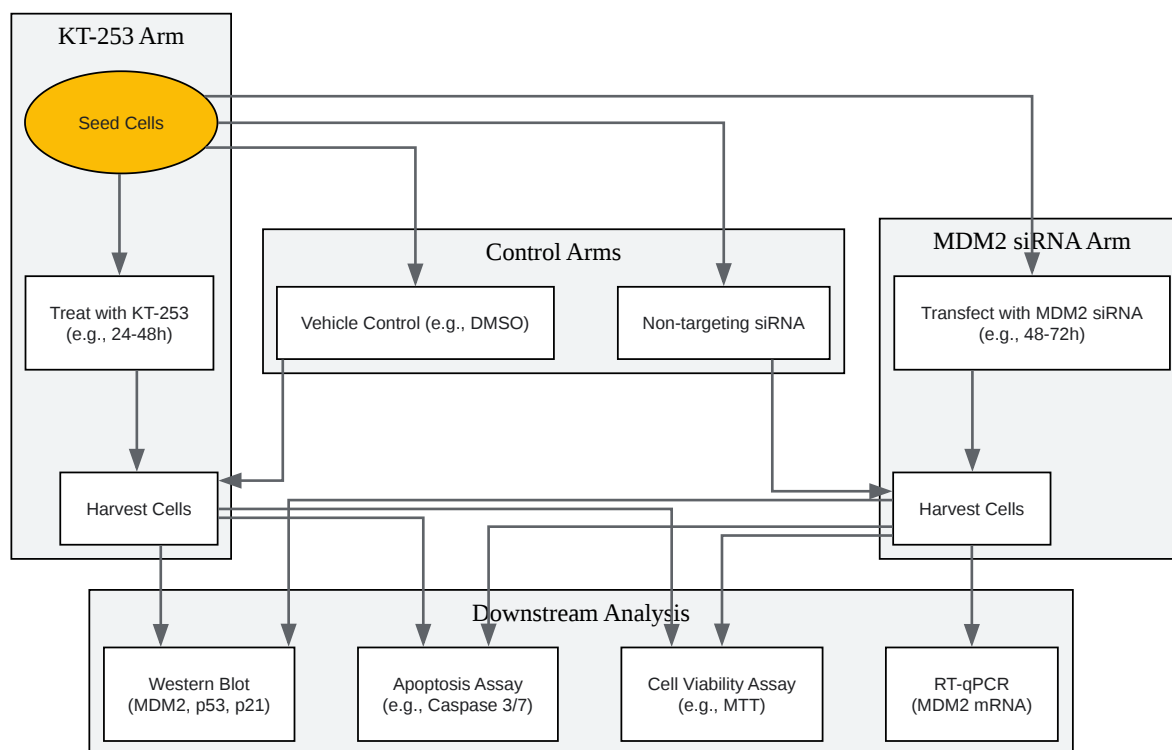 KT-253 Arm
Seed Cells
Control Arms
MDM2 siRNA Arm
Treat with KT-253
(e.g., 24-48h)
Vehicle Control (e.g., DMSO)
Non-targeting siRNA
Transfect with MDM2 siRNA
(e.g., 48-72h)
Harvest Cells
Harvest Cells
Downstream Analysis
Western Blot
(MDM2, p53, p21)
Apoptosis Assay
(e.g., Caspase 3/7)
Cell Viability Assay
(e.g., MTT)
RT-qPCR
(MDM2 mRNA)